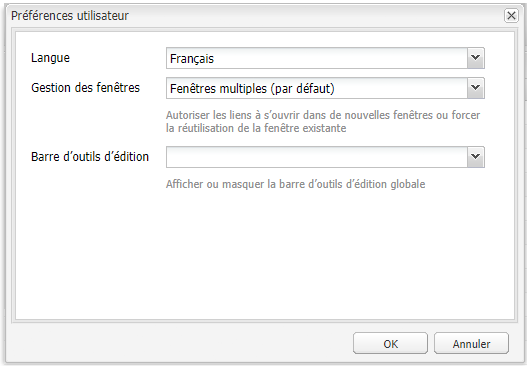 Préférences utilisateur
Langue
Français
Gestion des fenêtres
Fenêtres multiples (par défaut)
Autoriser les liens à s’ouvrir dans de nouvelles fenêtres ou forcer
la réutilisation de la fenêtre existante
Barre d’outils d’édition
Afficher ou masquer la barre d’outils d’édition globale
OK
Annuler